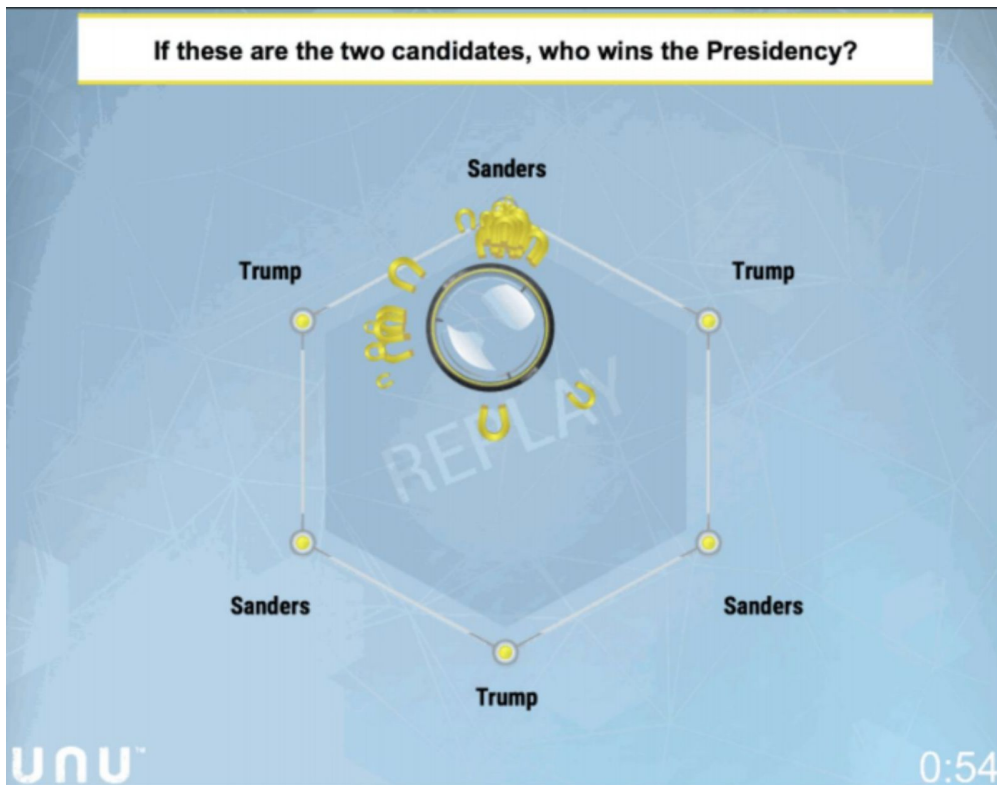 If these are the two candidates, who wins the Presidency?
Sanders
Trump
Trump
REPLAY
Sanders
Sanders
Trump
unu™
0:54